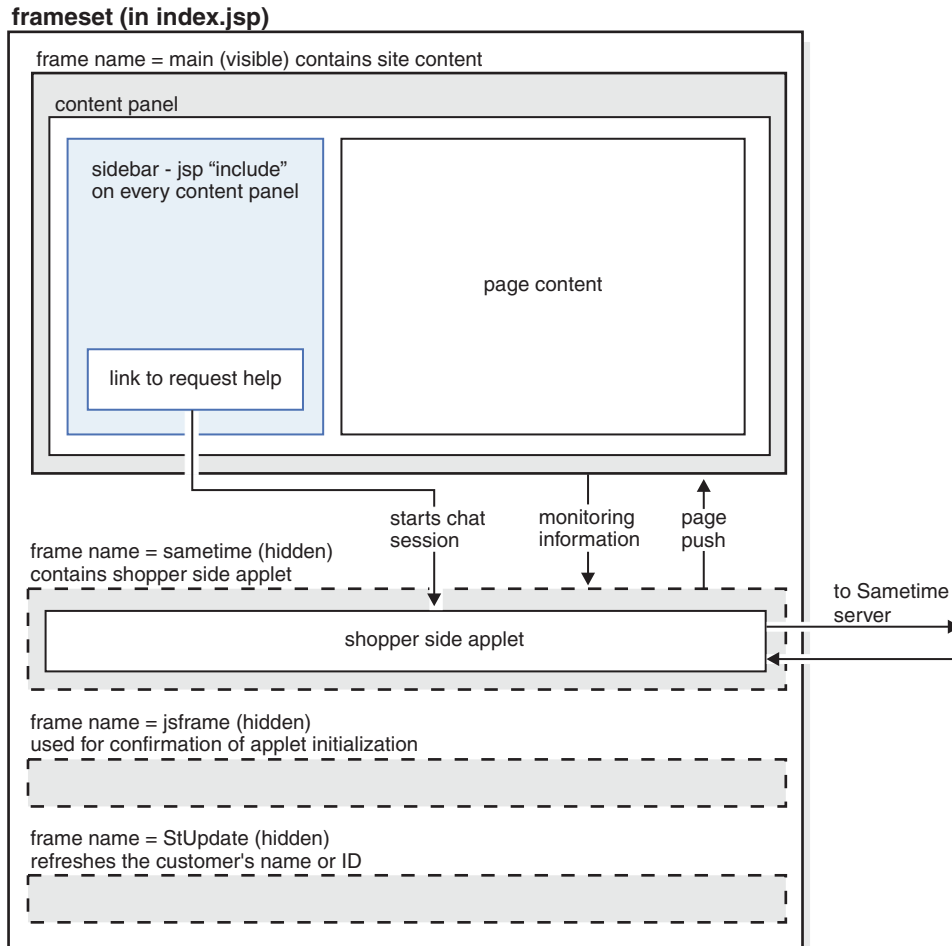 frameset (in index.jsp)
frame name = main (visible) contains site content
content panel
sidebar - jsp “include”
on every content panel
page content
link to request help
starts chat
session
monitoring
information
page
push
frame name = sametime (hidden)
contains shopper side applet
to Sametime
server
shopper side applet
frame name = jsframe (hidden)
used for confirmation of applet initialization
frame name = StUpdate (hidden)
refreshes the customer's name or ID